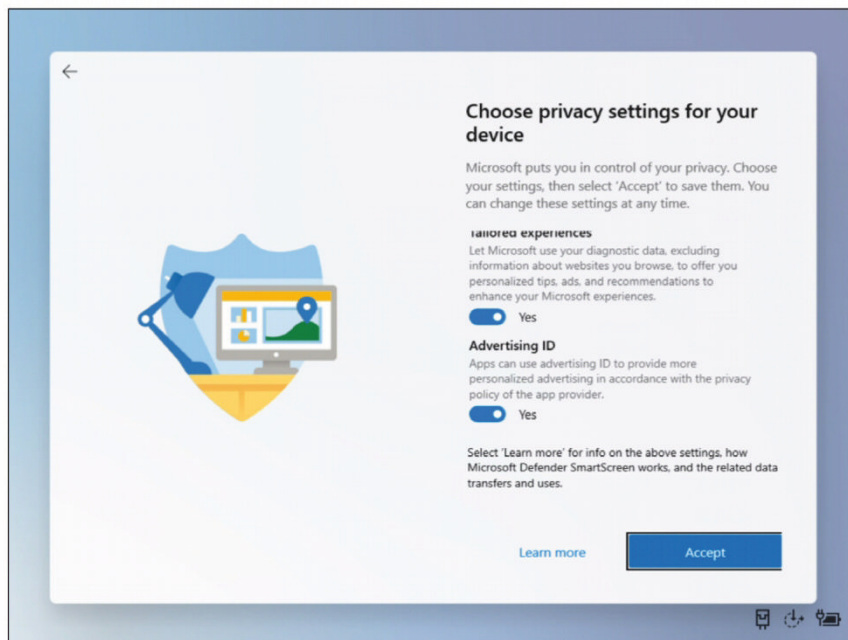 Choose privacy settings for your
device
Microsoft puts you in control of your privacy. Choose
your settings, then select 'Accept' to save them. You
can change these settings at any time.
Tailored experiences
Let Microsoft use your diagnostic data, excluding
information about websites you browse, to offer you
personalized tips, ads, and recommendations to
enhance your Microsoft experiences.
Yes
Advertising ID
Apps can use advertising ID to provide more
personalized advertising in accordance with the privacy
policy of the app provider.
Yes
Select 'Learn more' for info on the above settings, how
Microsoft Defender SmartScreen works, and the related data
transfers and uses.
Learn more
Accept